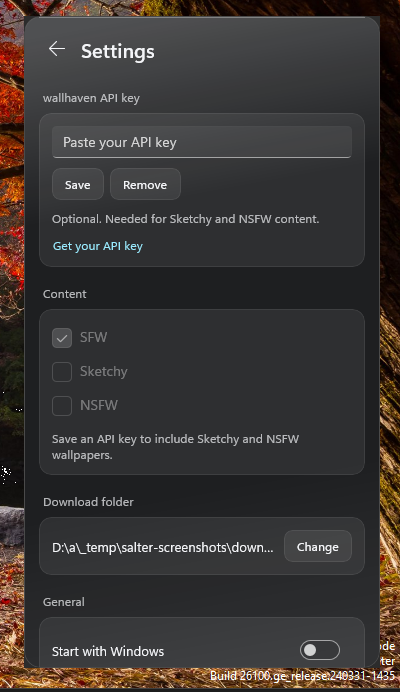 Settings
wallhaven API key
Paste your API key
Save
Remove
Optional. Needed for Sketchy and NSFW content.
Get your API key
Content
SFW
Sketchy
NSFW
Save an API key to include Sketchy and NSFW
wallpapers.
Download folder
D:\a\_temp\salter-screenshots\down...
Change
General
Start with Windows
Build 26100.ge_release.240331-1435